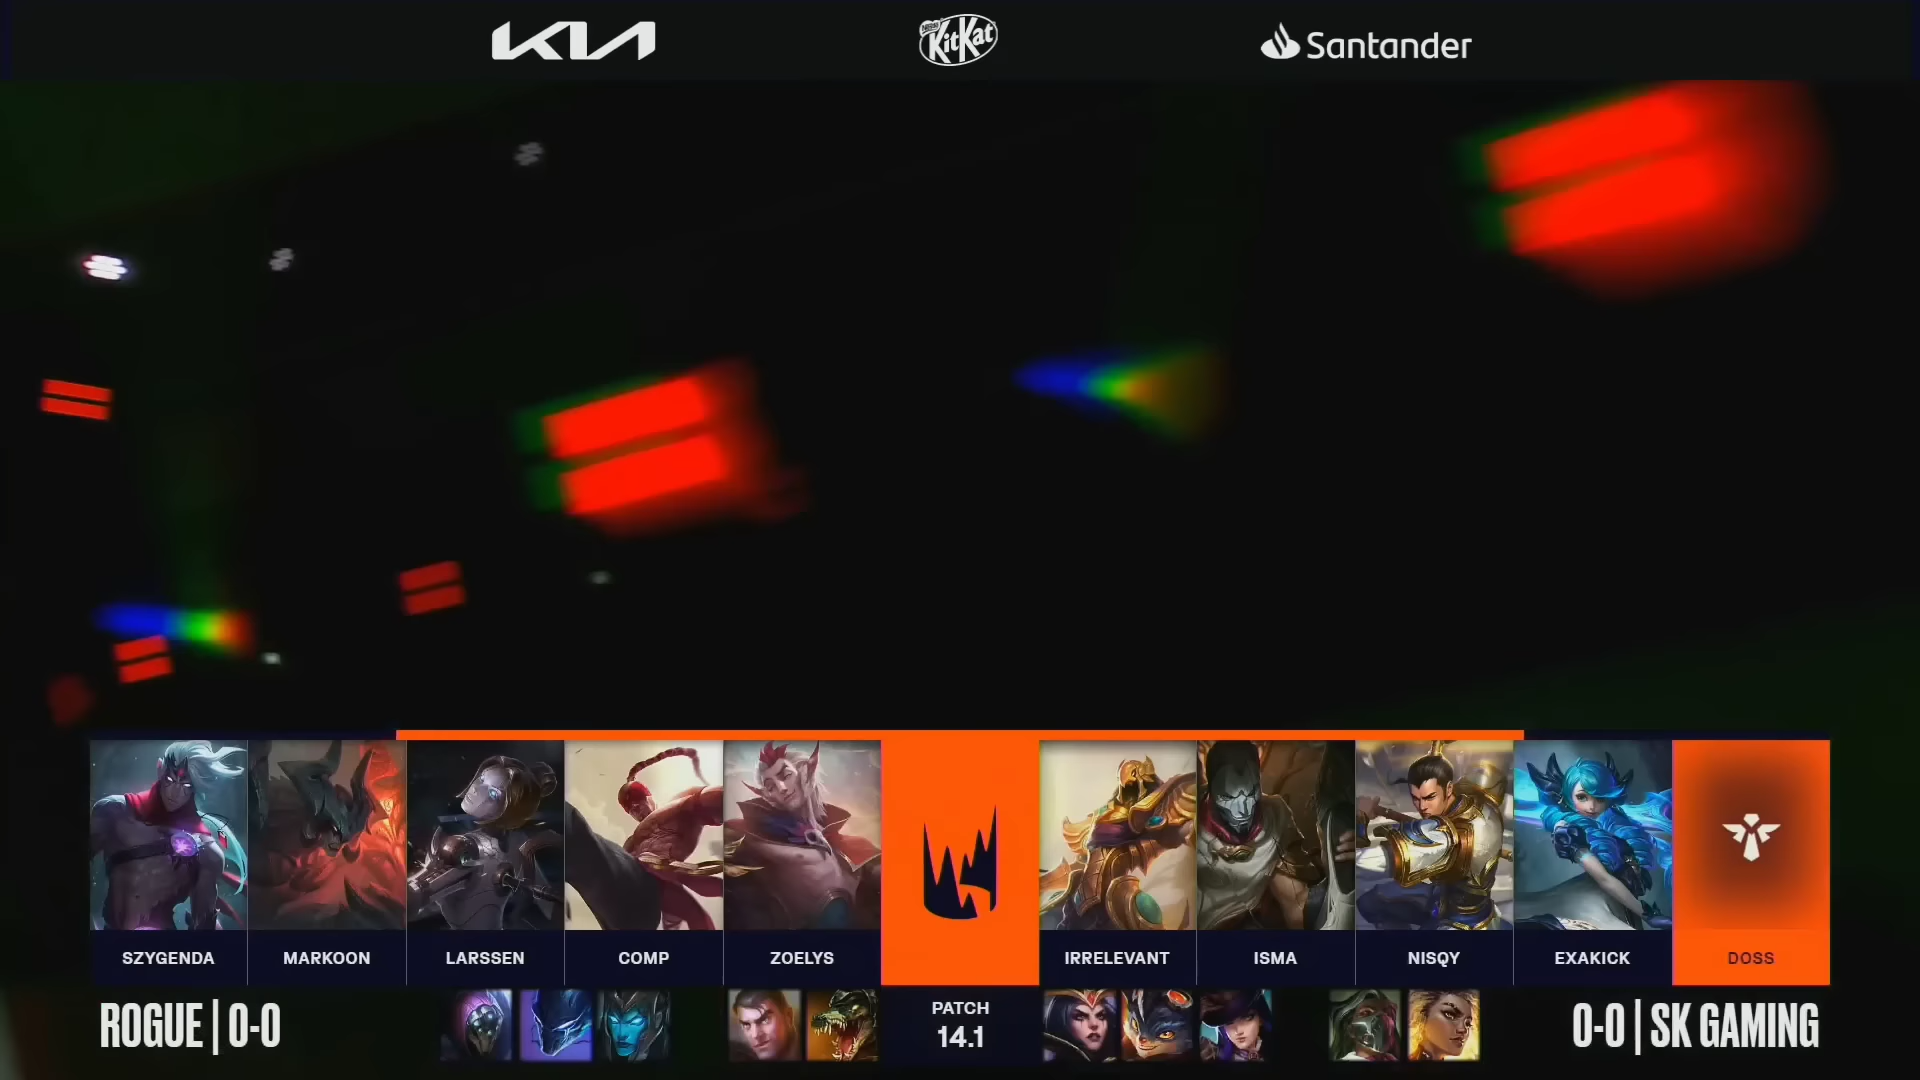 KIA
Nestlé
KitKat
Santander
SZYGENDA
MARKOON
LARSSEN
COMP
ZOELYS
IRRELEVANT
ISMA
NISQY
EXAKICK
DOSS
ROGUE | 0-0
PATCH
14.1
0-0 | SK GAMING